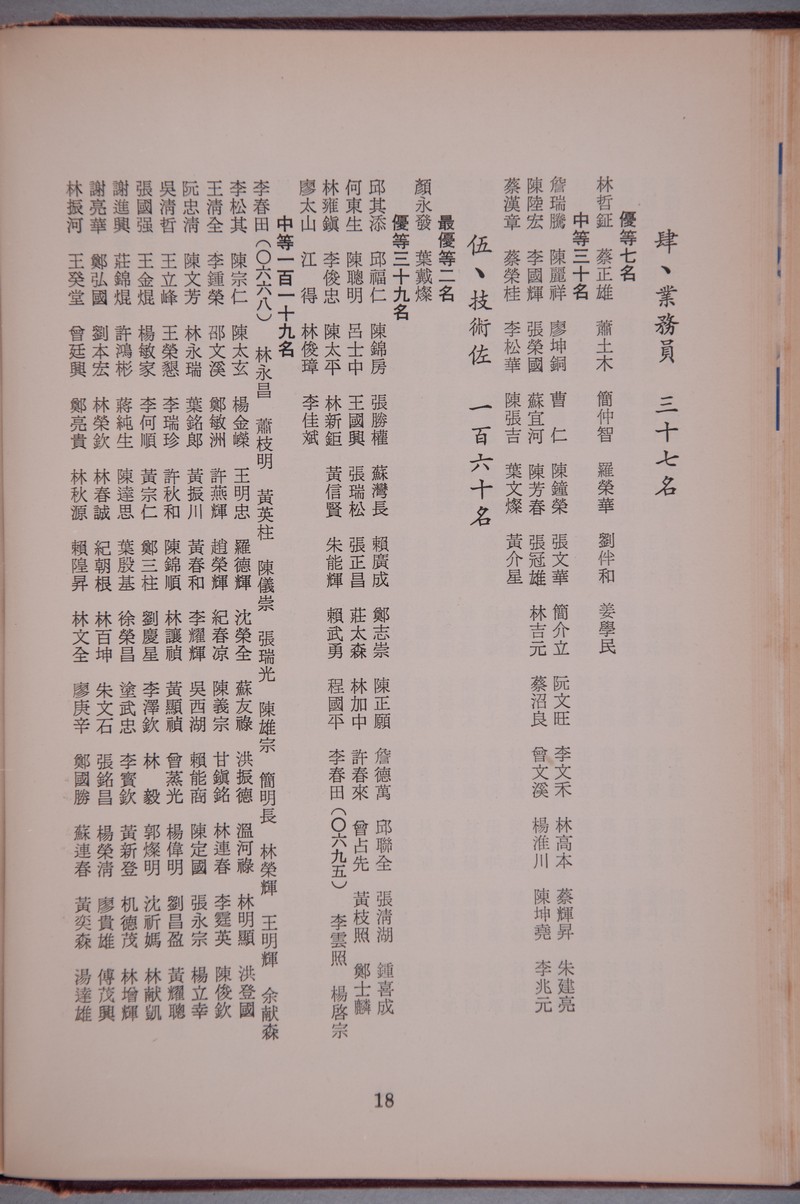 肆、業務員　三十七名
優等七名
林哲鉦　蔡正雄　蕭土木　簡仲智　羅榮華　劉伴和　姜學民
中等三十名
詹瑞騰　陳麗祥　廖坤銅　曹　仁　陳鐘榮　張文華　簡介立　阮文旺　李文禾　林高本　蔡輝昇　朱建亮
陳陸宏　李國輝　張榮國　蘇宜河　陳芳春　張冠雄　林吉元　蔡沼良　曾文溪　楊淮川　陳坤堯　李兆元
蔡漢章　蔡榮桂　李松華　陳張吉　葉文燦　黃介星
伍、技術佐　一百六十名
最優等二名
顏永發　葉戴燦
優等三十九名
邱其添　邱福仁　陳錦房　張勝權　蘇灣長　賴廣成　鄭志崇　陳正願　詹德萬　邱聯全　張清湖　鍾喜成
何東生　陳聰明　呂士中　王國興　張瑞松　張正昌　莊太森　林加中　許春來　曾占先　黃枝照　鄭士麟
林雍鎭　李俊忠　陳太平　林新鉅　黃信賢　朱能輝　賴武勇　程國平　李春田（〇六九五）　李雲照　楊啓宗
廖太山　江　得　林俊璋　李佳斌
中等一百一十九名
李春田（〇六六八）　林永昌　蕭枝明　黃英柱　陳儀崇　張瑞光　陳雄宗　簡明長　林榮輝　王明輝　余献森
李松其　陳宗仁　陳太玄　楊金嶸　王明忠　羅德輝　沈榮全　蘇友祿　洪振德　溫河祿　林明顯　洪登國
王清全　李鍾榮　邵文溪　鄭敏洲　許燕輝　趙榮輝　紀春凉　陳義宗　甘鎭銘　林連春　李霆英　陳俊欽
阮忠清　陳文芳　林永瑞　葉銘郎　黃振川　黃春和　李耀輝　吳西湖　賴能商　陳定國　張永宗　楊立幸
吳清哲　王立峰　王榮懇　李瑞珍　許秋和　陳錦順　林讓禎　黃顯禎　曾蒸光　楊偉明　劉昌盈　黃耀聰
張國强　王金焜　楊敏家　李何順　黃宗仁　鄭三柱　劉慶星　李澤欽　林　毅　郭燦明　沈祈媽　林献凱
謝進興　莊錦焜　許鴻彬　蔣純生　陳達思　葉殷基　徐榮昌　塗武忠　李賓欽　黃新登　机德茂　林增輝
謝亮華　鄭弘國　劉本宏　林榮欽　林春誠　紀朝根　林百坤　朱文石　張銘昌　楊榮清　廖貴雄　傅茂興
林振河　王癸堂　曾廷興　鄭亮貴　林秋源　賴隍昇　林文全　廖庚辛　鄭國勝　蘇連春　黃奕森　湯達雄
18